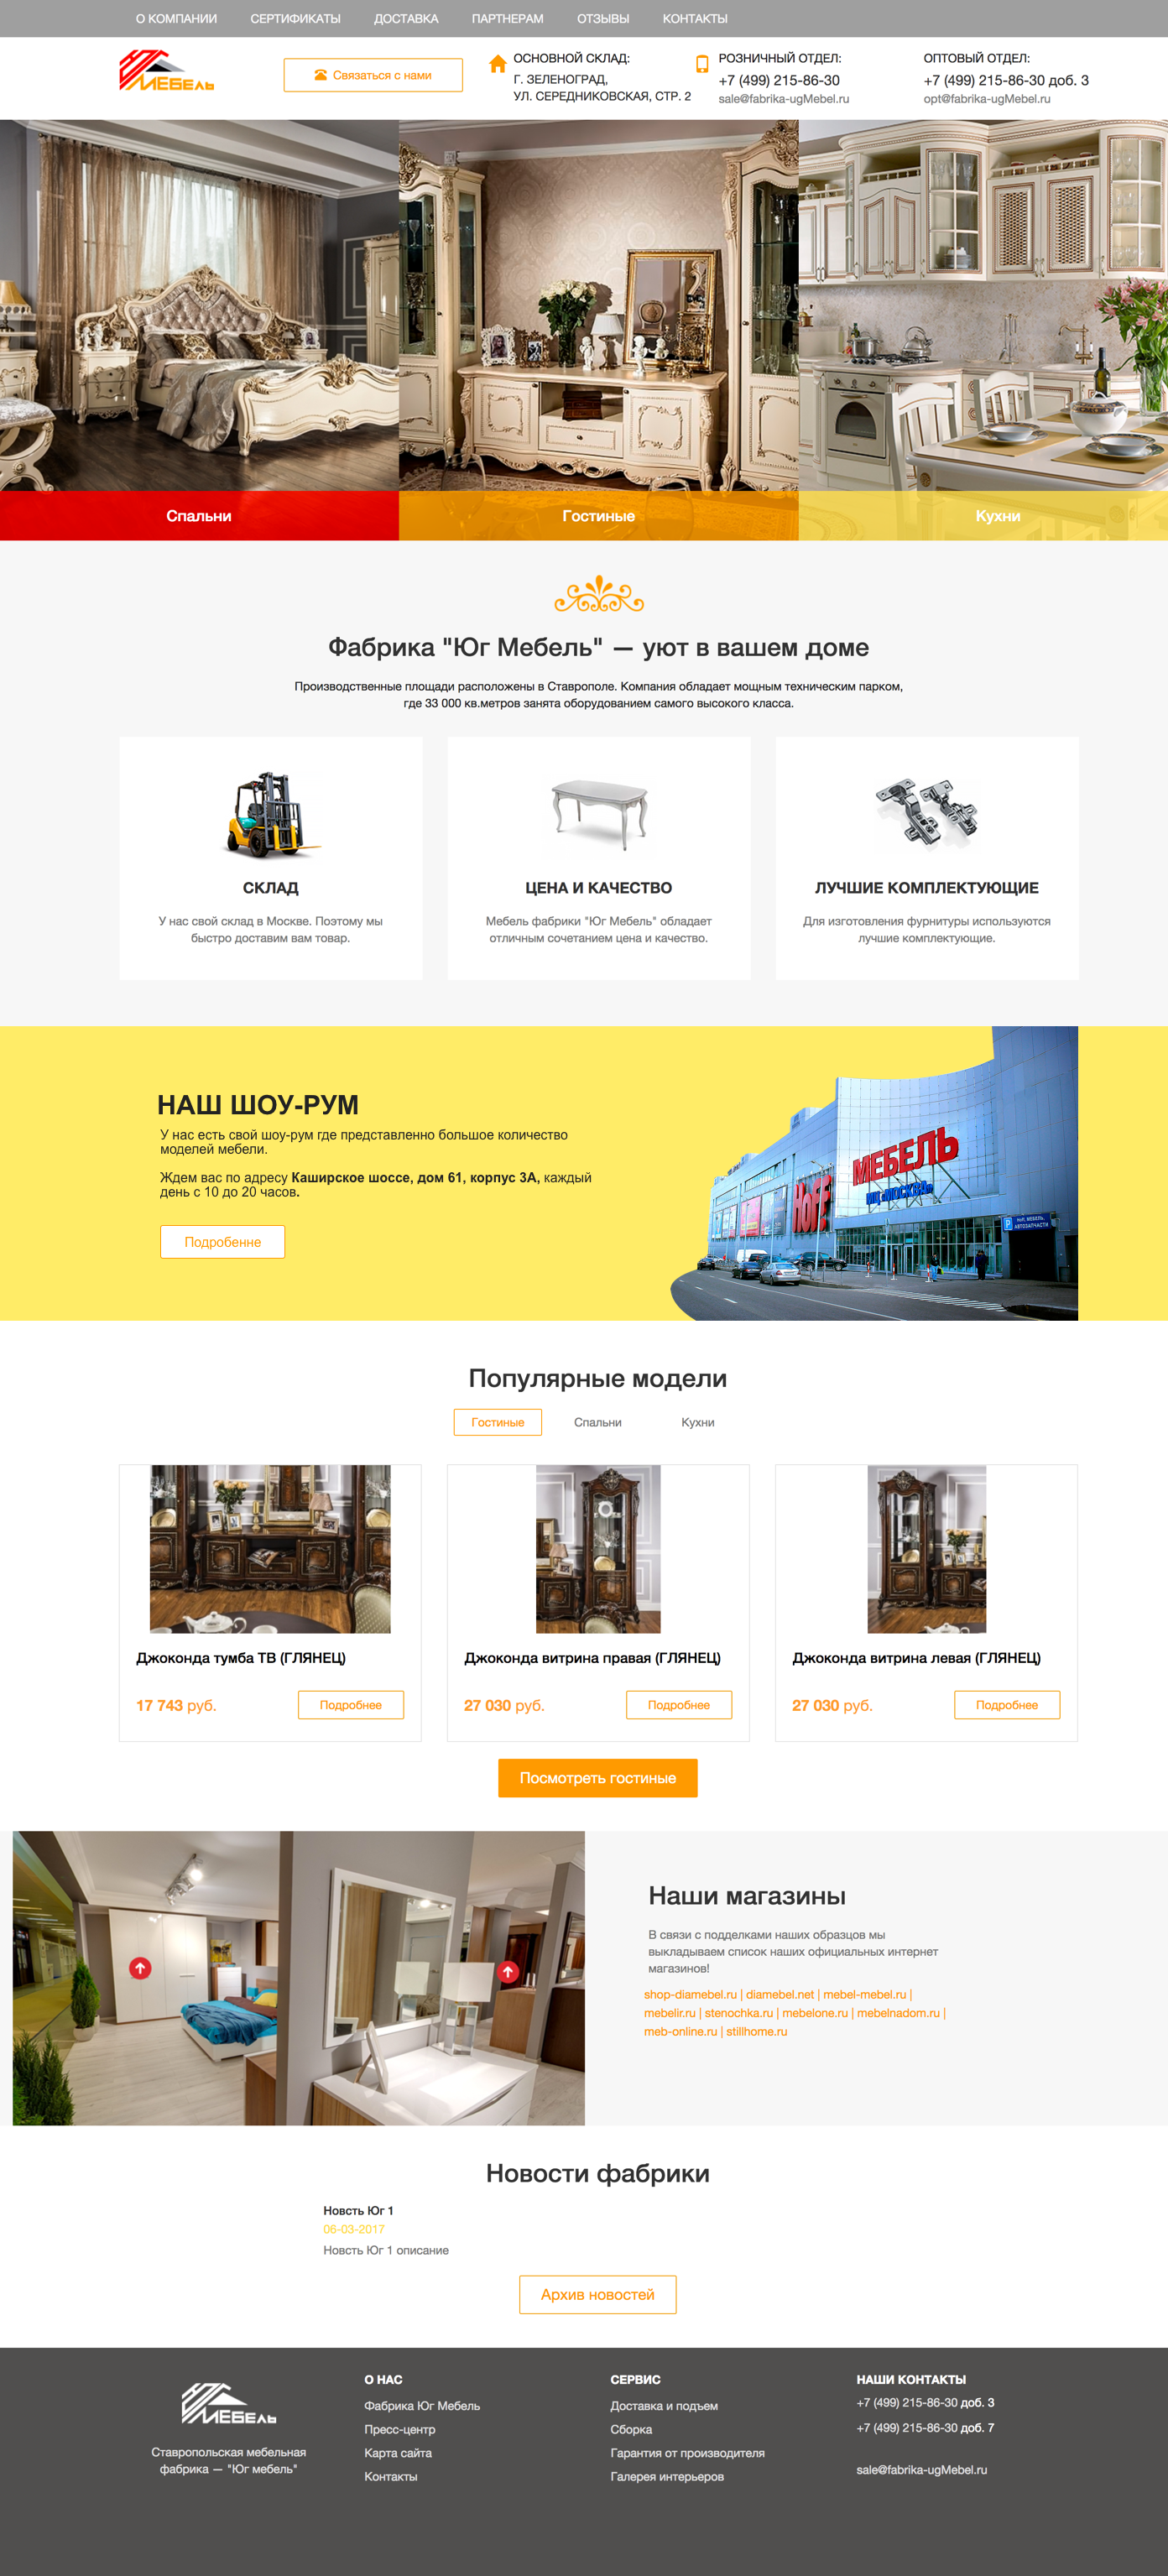 О КОМПАНИИ СЕРТИФИКАТЫ ДОСТАВКА ПАРТНЕРАМ ОТЗЫВЫ КОНТАКТЫ
МЕБЕЛЬ
Связаться с нами
ОСНОВНОЙ СКЛАД:
Г. ЗЕЛЕНОГРАД,
УЛ. СЕРЕДНИКОВСКАЯ, СТР. 2
РОЗНИЧНЫЙ ОТДЕЛ:
+7 (499) 215-86-30
sale@fabrika-ugMebel.ru
ОПТОВЫЙ ОТДЕЛ:
+7 (499) 215-86-30 доб. 3
opt@fabrika-ugMebel.ru
Спальни
Гостиные
Кухни
Фабрика "Юг Мебель" — уют в вашем доме
Производственные площади расположены в Ставрополе. Компания обладает мощным техническим парком,
где 33 000 кв.метров занята оборудованием самого высокого класса.
СКЛАД
У нас свой склад в Москве. Поэтому мы
быстро доставим вам товар.
ЦЕНА И КАЧЕСТВО
Мебель фабрики "Юг Мебель" обладает
отличным сочетанием цена и качество.
ЛУЧШИЕ КОМПЛЕКТУЮЩИЕ
Для изготовления фурнитуры используются
лучшие комплектующие.
НАШ ШОУ-РУМ
У нас есть свой шоу-рум где представленно большое количество
моделей мебели.
Ждем вас по адресу Каширское шоссе, дом 61, корпус 3А, каждый
день с 10 до 20 часов.
Подробенне
МЕБЕЛЬ
МЦ «МОСКВА»
HOFF
P HOFF, МЕБЕЛЬ,
АВТОЗАПЧАСТИ
Популярные модели
Гостиные Спальни Кухни
Джоконда тумба ТВ (ГЛЯНЕЦ)
17 743 руб.
Подробнее
Джоконда витрина правая (ГЛЯНЕЦ)
27 030 руб.
Подробнее
Джоконда витрина левая (ГЛЯНЕЦ)
27 030 руб.
Подробнее
Посмотреть гостиные
Наши магазины
В связи с подделками наших образцов мы
выкладываем список наших официальных интернет
магазинов!
shop-diamebel.ru | diamebel.net | mebel-mebel.ru |
mebelir.ru | stenochka.ru | mebelone.ru | mebelnadom.ru |
meb-online.ru | stillhome.ru
Новости фабрики
Новсть Юг 1
06-03-2017
Новсть Юг 1 описание
Архив новостей
МЕБЕЛЬ
Ставропольская мебельная
фабрика — "Юг мебель"
О НАС
Фабрика Юг Мебель
Пресс-центр
Карта сайта
Контакты
СЕРВИС
Доставка и подъем
Сборка
Гарантия от производителя
Галерея интерьеров
НАШИ КОНТАКТЫ
+7 (499) 215-86-30 доб. 3
+7 (499) 215-86-30 доб. 7
sale@fabrika-ugMebel.ru